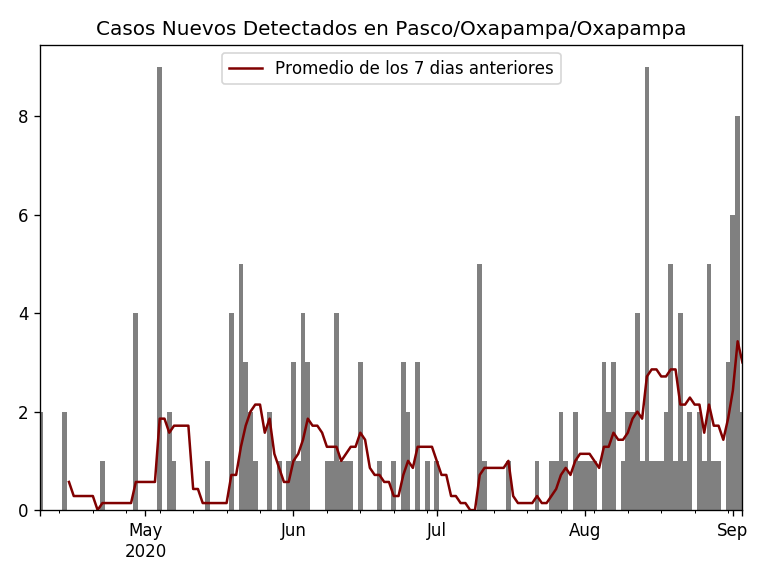 Casos Nuevos Detectados en Pasco/Oxapampa/Oxapampa
Promedio de los 7 dias anteriores
8
6
4
2
0
May Jun Jul Aug Sep
2020